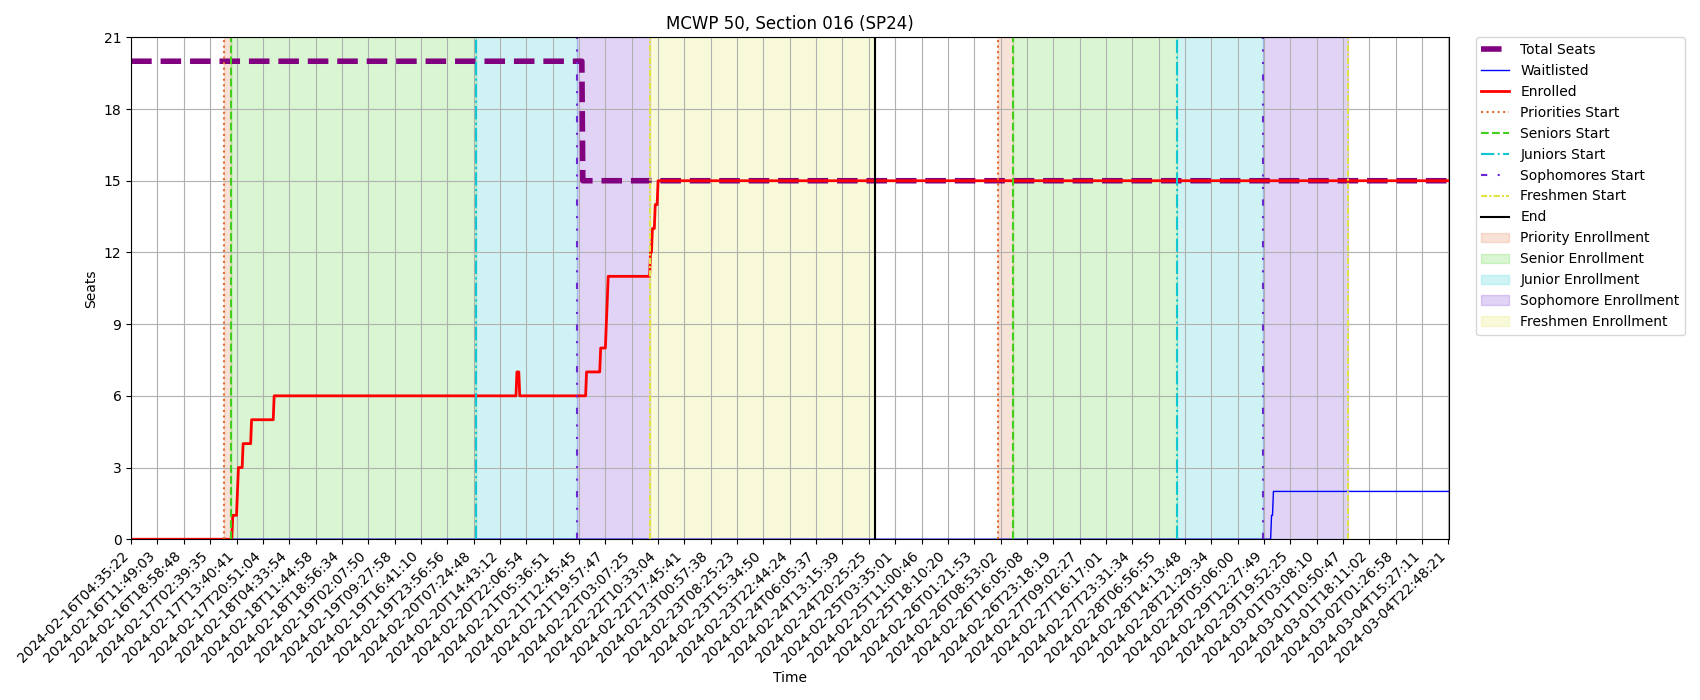 MCWP 50, Section 016 (SP24)
21
18
15
12
9
6
3
0
Seats
2024-02-16T04:35:22
2024-02-16T11:49:03
2024-02-16T18:58:48
2024-02-17T02:39:35
2024-02-17T13:40:41
2024-02-17T20:51:04
2024-02-18T04:33:54
2024-02-18T11:44:58
2024-02-18T18:56:34
2024-02-19T02:07:50
2024-02-19T09:27:58
2024-02-19T16:41:10
2024-02-19T23:56:56
2024-02-20T07:24:48
2024-02-20T14:43:12
2024-02-20T22:06:54
2024-02-21T05:36:51
2024-02-21T12:45:45
2024-02-21T19:57:47
2024-02-22T03:07:25
2024-02-22T10:33:04
2024-02-22T17:45:41
2024-02-23T00:57:38
2024-02-23T08:25:23
2024-02-23T15:34:50
2024-02-23T22:44:24
2024-02-24T06:05:37
2024-02-24T13:15:39
2024-02-24T20:25:25
2024-02-25T03:35:01
2024-02-25T11:00:46
2024-02-25T18:10:20
2024-02-26T01:21:53
2024-02-26T08:53:02
2024-02-26T16:05:08
2024-02-26T23:18:19
2024-02-27T09:02:27
2024-02-27T16:17:01
2024-02-27T23:31:34
2024-02-28T06:56:55
2024-02-28T14:13:48
2024-02-28T21:29:34
2024-02-29T05:06:00
2024-02-29T12:27:49
2024-02-29T19:52:25
2024-03-01T03:08:10
2024-03-01T10:50:47
2024-03-01T18:11:02
2024-03-02T01:26:58
2024-03-04T15:27:11
2024-03-04T22:48:21
Time
Total Seats
Waitlisted
Enrolled
Priorities Start
Seniors Start
Juniors Start
Sophomores Start
Freshmen Start
End
Priority Enrollment
Senior Enrollment
Junior Enrollment
Sophomore Enrollment
Freshmen Enrollment